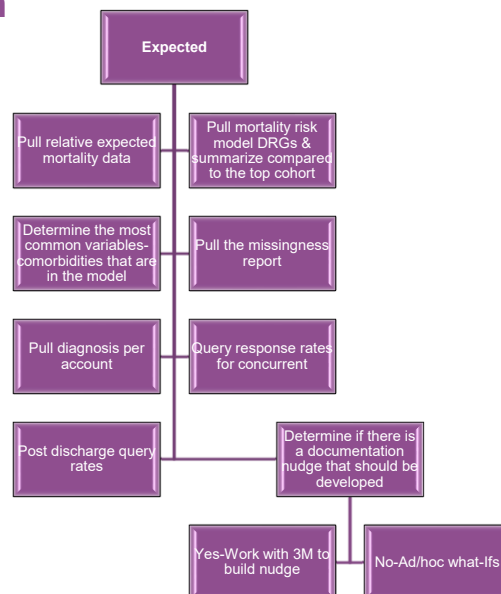 Expected
Pull relative expected
mortality data
Pull mortality risk
model DRGs &
summarize compared
to the top cohort
Determine the most
common variables-
comorbidities that are
in the model
Pull the missingness
report
Pull diagnosis per
account
Query response rates
for concurrent
Post discharge query
rates
Determine if there is
a documentation
nudge that should be
developed
Yes-Work with 3M to
build nudge
No-Ad/hoc what-Ifs